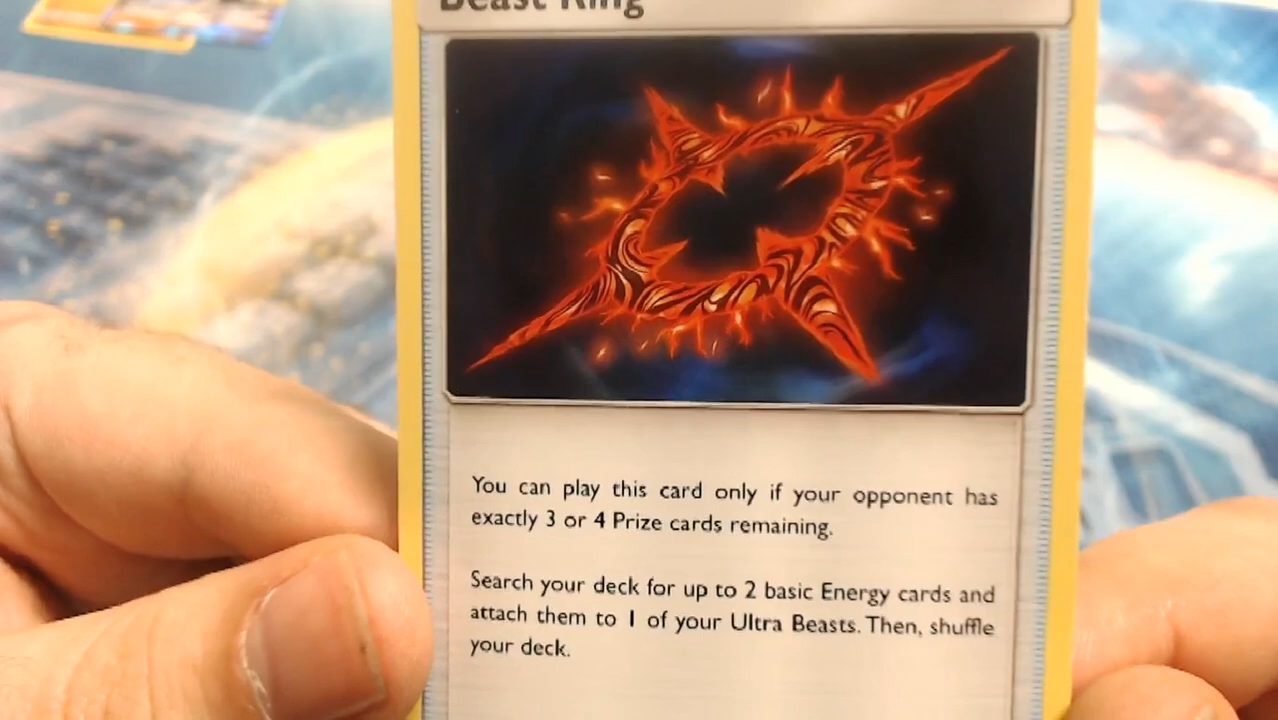 Beast Ring
You can play this card only if your opponent has
exactly 3 or 4 Prize cards remaining.
Search your deck for up to 2 basic Energy cards and
attach them to 1 of your Ultra Beasts. Then, shuffle
your deck.